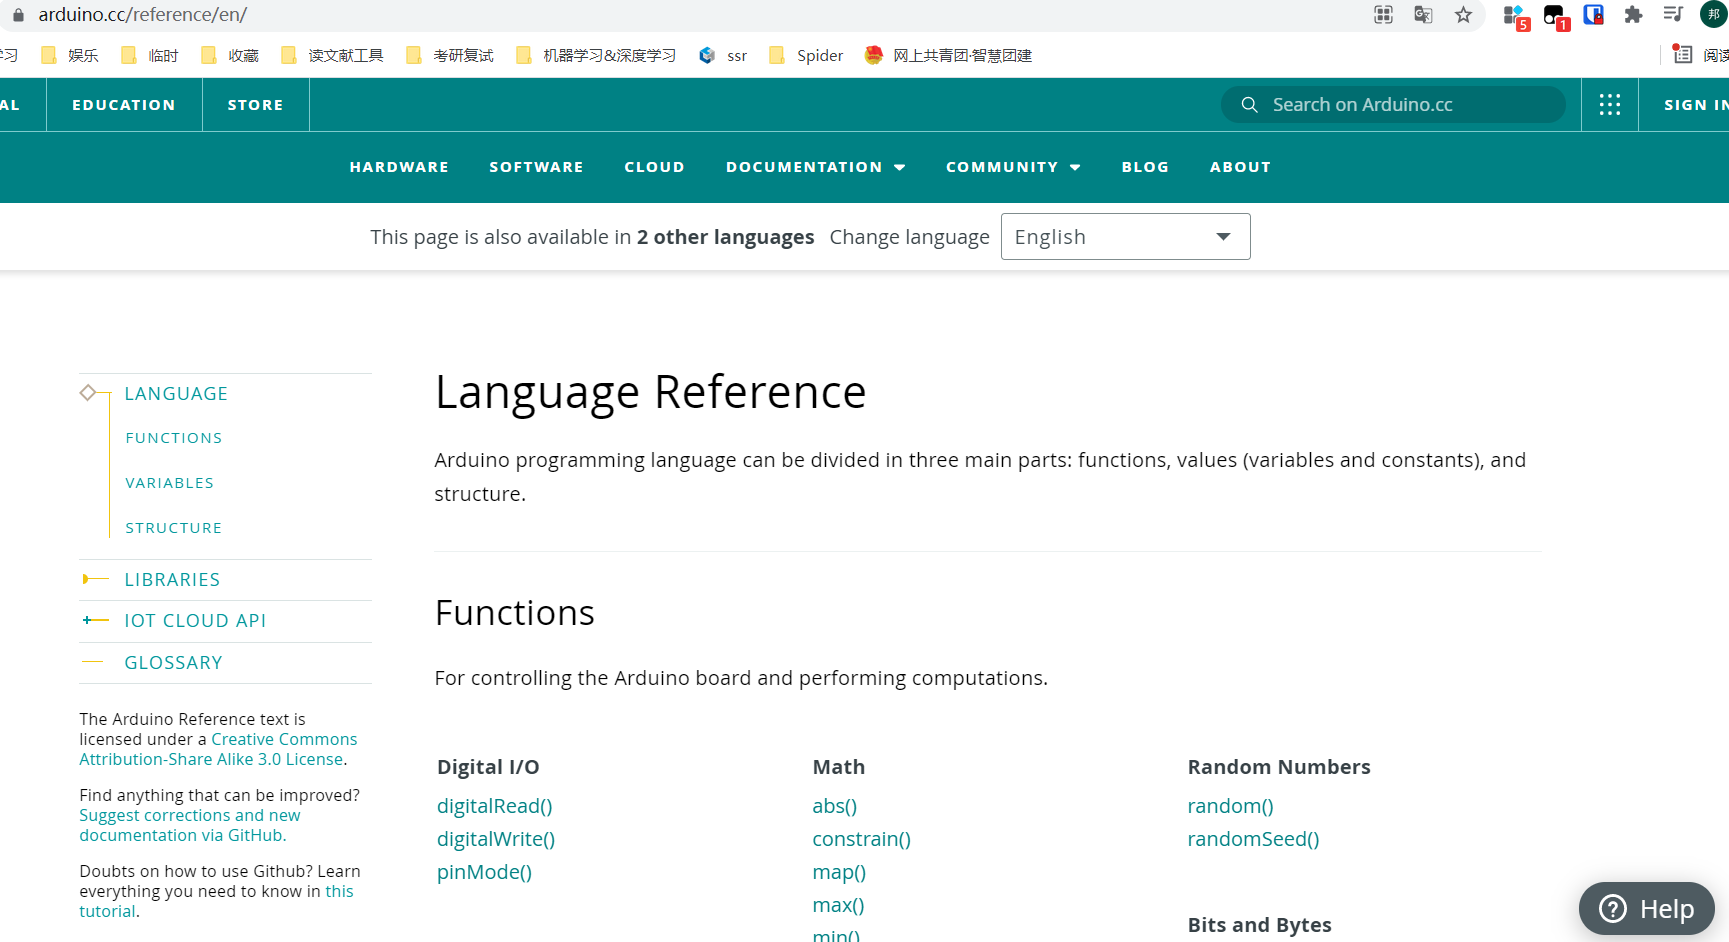 arduino.cc/reference/en/
5
1
邦
学习 娱乐 临时 收藏 读文献工具 考研复试 机器学习&深度学习 ssr Spider 网上共青团·智慧团建
EDUCATION STORE Search on Arduino.cc SIGN IN
HARDWARE SOFTWARE CLOUD DOCUMENTATION COMMUNITY BLOG ABOUT
This page is also available in 2 other languages Change language English
LANGUAGE
FUNCTIONS
VARIABLES
STRUCTURE
LIBRARIES
IOT CLOUD API
GLOSSARY
The Arduino Reference text is
licensed under a Creative Commons
Attribution-Share Alike 3.0 License.
Find anything that can be improved?
Suggest corrections and new
documentation via GitHub.
Doubts on how to use Github? Learn
everything you need to know in this
tutorial.
Language Reference
Arduino programming language can be divided in three main parts: functions, values (variables and constants), and
structure.
Functions
For controlling the Arduino board and performing computations.
Digital I/O
digitalRead()
digitalWrite()
pinMode()
Math
abs()
constrain()
map()
max()
min()
Random Numbers
random()
randomSeed()
Bits and Bytes
Help